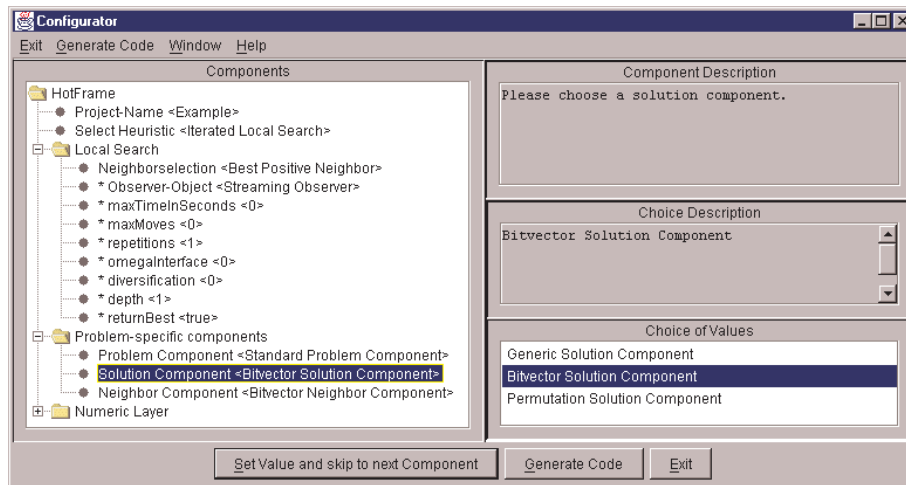 Configurator
Exit Generate Code Window Help
Components
HotFrame
Project-Name <Example>
Select Heuristic <Iterated Local Search>
Local Search
Neighborselection <Best Positive Neighbor>
* Observer-Object <Streaming Observer>
* maxTimeInSeconds <0>
* maxMoves <0>
* repetitions <1>
* omegaInterface <0>
* diversification <0>
* depth <1>
* returnBest <true>
Problem-specific components
Problem Component <Standard Problem Component>
Solution Component <Bitvector Solution Component>
Neighbor Component <Bitvector Neighbor Component>
Numeric Layer
Component Description
Please choose a solution component.
Choice Description
Bitvector Solution Component
Choice of Values
Generic Solution Component
Bitvector Solution Component
Permutation Solution Component
Set Value and skip to next Component Generate Code Exit